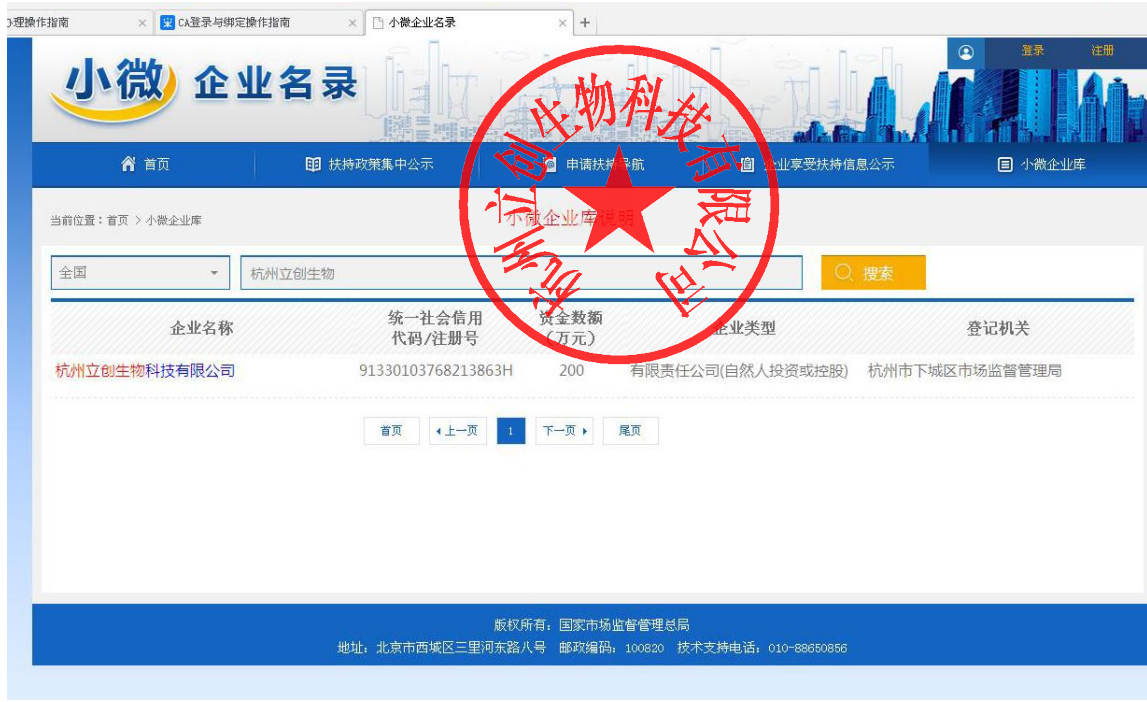 理操作指南
CA登录与绑定操作指南
小微企业名录
小微企业名录
登录 注册
首页 扶持政策集中公示 申请扶持导航 企业享受扶持信息公示 小微企业库
杭州立创生物科技有限公司
当前位置：首页 > 小微企业库
小微企业库说明
全国 杭州立创生物 搜索
企业名称 统一社会信用代码/注册号 资金数额（万元） 企业类型 登记机关
杭州立创生物科技有限公司 91330103768213863H 200 有限责任公司(自然人投资或控股) 杭州市下城区市场监督管理局
首页 上一页 1 下一页 尾页
版权所有：国家市场监督管理总局
地址：北京市西城区三里河东路八号 邮政编码：100820 技术支持电话：010-88650856